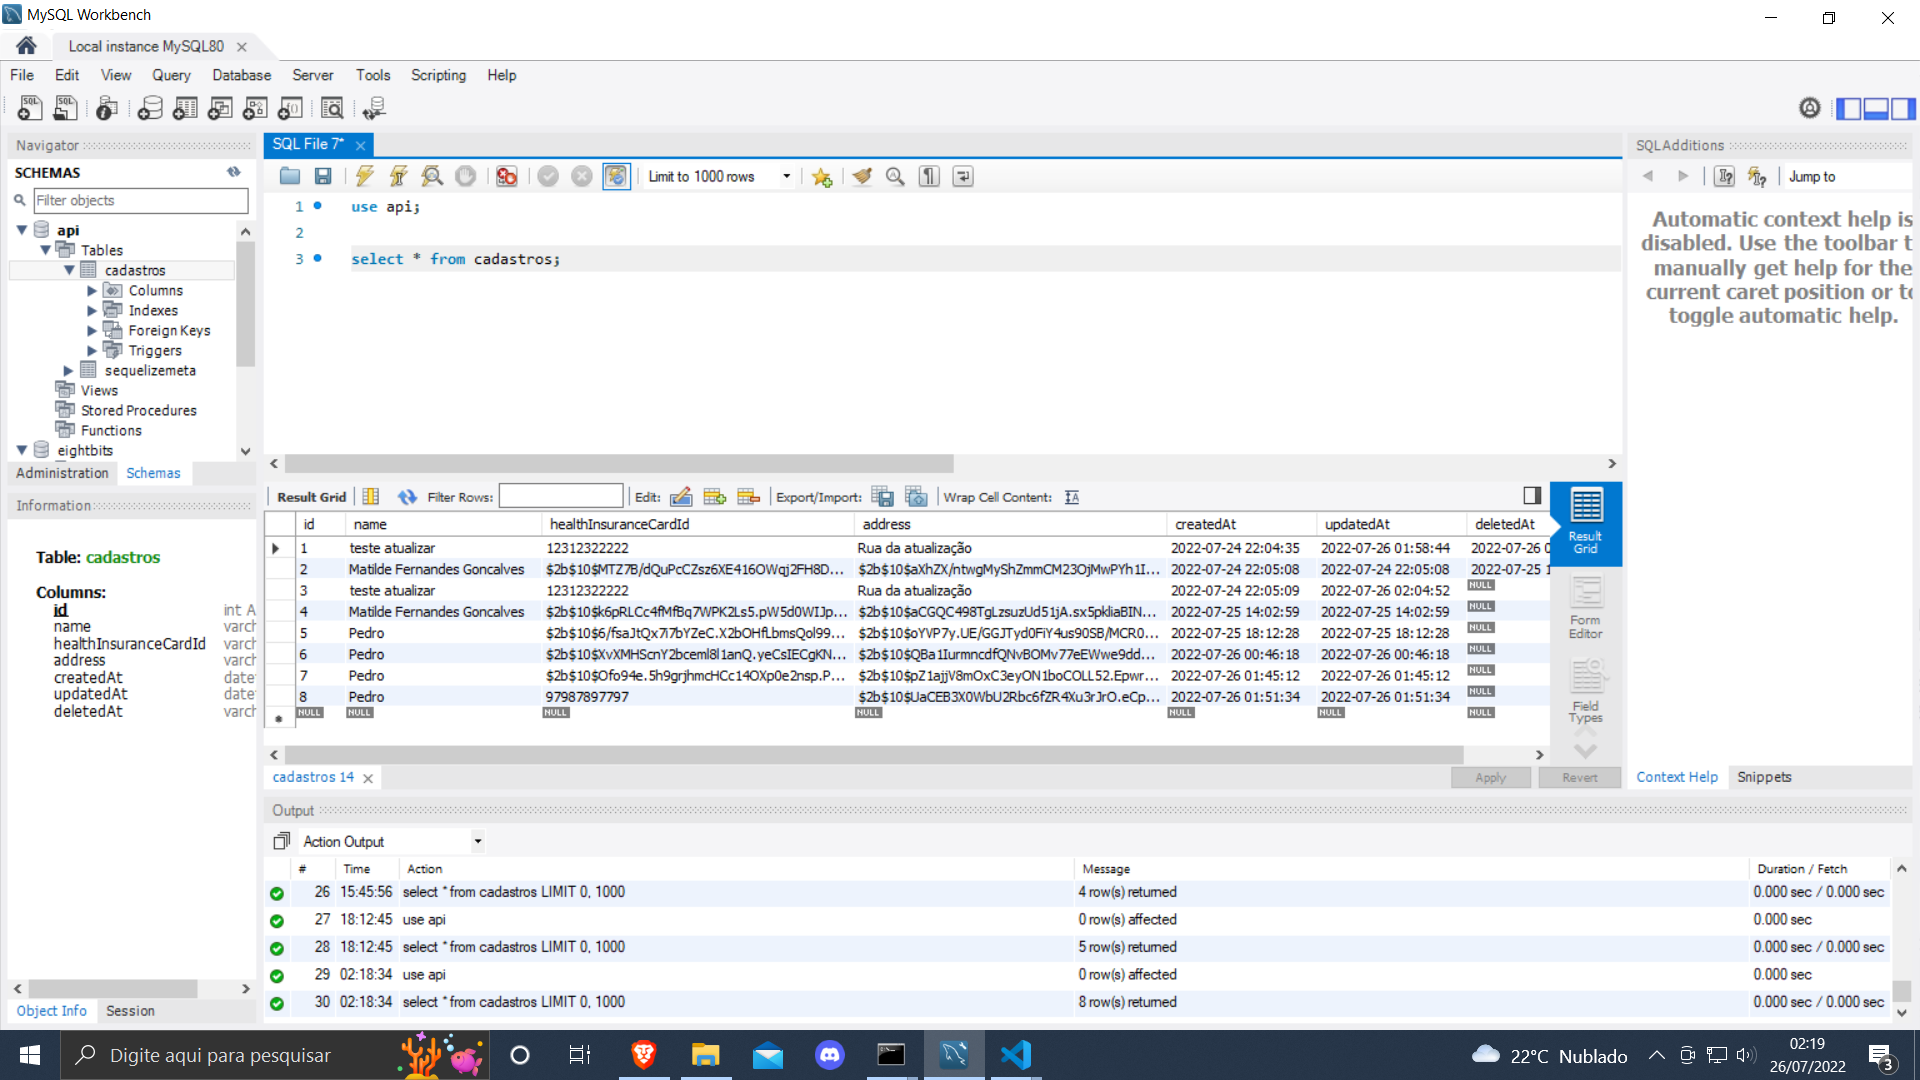 MySQL Workbench
Local instance MySQL80
File Edit View Query Database Server Tools Scripting Help
Navigator
SCHEMAS
Filter objects
api
Tables
cadastros
Columns
Indexes
Foreign Keys
Triggers
sequelizemeta
Views
Stored Procedures
Functions
eightbits
Administration Schemas
Information
Table: cadastros
Columns:
id int A
name varch
healthInsuranceCardId varch
address varch
createdAt date
updatedAt date
deletedAt varch
Object Info Session
SQL File 7*
Limit to 1000 rows
1 use api;
2
3 select * from cadastros;
Result Grid Filter Rows: Edit: Export/Import: Wrap Cell Content:
id name healthInsuranceCardId address createdAt updatedAt deletedAt
1 teste atualizar 12312322222 Rua da atualização 2022-07-24 22:04:35 2022-07-26 01:58:44 2022-07-26 0
2 Matilde Fernandes Goncalves $2b$10$MTZ7B/dQuPcCZsz6XE416OWqj2FH8D... $2b$10$aXhZX/ntwgMyShZmmCM23OjMwPYh1I... 2022-07-24 22:05:08 2022-07-24 22:05:08 2022-07-25 1
3 teste atualizar 12312322222 Rua da atualização 2022-07-24 22:05:09 2022-07-26 02:04:52 NULL
4 Matilde Fernandes Goncalves $2b$10$k6pRLCc4fMfBq7WPK2Ls5.pW5d0WIJp... $2b$10$aCGQC498TgLzsuzUd51jA.sx5pkliaBIN... 2022-07-25 14:02:59 2022-07-25 14:02:59 NULL
5 Pedro $2b$10$6/fsaJtQx7i7bYZeC.X2bOHfLbmsQol99... $2b$10$oYVP7y.UE/GGJTyd0FiY4us90SB/MCR0... 2022-07-25 18:12:28 2022-07-25 18:12:28 NULL
6 Pedro $2b$10$XvXMHScnY2bceml8l1anQ.yeCsIECgKN... $2b$10$QBa1IurmncdfQNvBOMv77eEWwe9dd... 2022-07-26 00:46:18 2022-07-26 00:46:18 NULL
7 Pedro $2b$10$Ofo94e.5h9grjhmcHCc14OXp0e2nsp.P... $2b$10$pZ1ajjV8mOxC3eyON1boCOLL52.Epwr... 2022-07-26 01:45:12 2022-07-26 01:45:12 NULL
8 Pedro 97987897797 $2b$10$UaCEB3X0WbU2Rbc6fZR4Xu3rJrO.eCp... 2022-07-26 01:51:34 2022-07-26 01:51:34 NULL
NULL NULL NULL NULL NULL NULL NULL
Result Grid
Form Editor
Field Types
cadastros 14
Apply Revert
SQLAdditions
Jump to
Automatic context help is
disabled. Use the toolbar t
manually get help for the
current caret position or to
toggle automatic help.
Context Help Snippets
Output
Action Output
# Time Action Message Duration / Fetch
26 15:45:56 select * from cadastros LIMIT 0, 1000 4 row(s) returned 0.000 sec / 0.000 sec
27 18:12:45 use api 0 row(s) affected 0.000 sec
28 18:12:45 select * from cadastros LIMIT 0, 1000 5 row(s) returned 0.000 sec / 0.000 sec
29 02:18:34 use api 0 row(s) affected 0.000 sec
30 02:18:34 select * from cadastros LIMIT 0, 1000 8 row(s) returned 0.000 sec / 0.000 sec
Digite aqui para pesquisar
22°C Nublado
02:19
26/07/2022
3